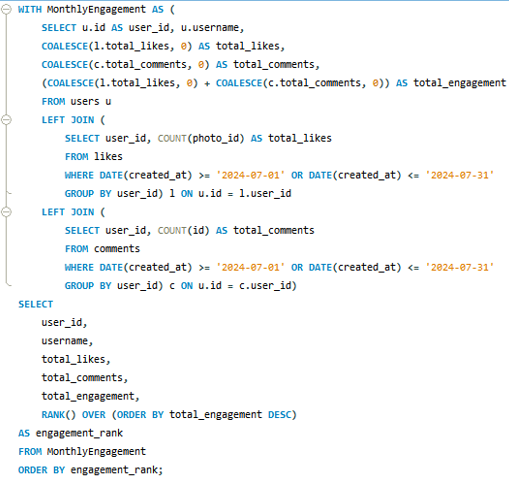 WITH MonthlyEngagement AS (
SELECT u.id AS user_id, u.username,
COALESCE(l.total_likes, 0) AS total_likes,
COALESCE(c.total_comments, 0) AS total_comments,
(COALESCE(l.total_likes, 0) + COALESCE(c.total_comments, 0)) AS total_engagement
FROM users u
LEFT JOIN (
SELECT user_id, COUNT(photo_id) AS total_likes
FROM likes
WHERE DATE(created_at) >= '2024-07-01' OR DATE(created_at) <= '2024-07-31'
GROUP BY user_id) l ON u.id = l.user_id
LEFT JOIN (
SELECT user_id, COUNT(id) AS total_comments
FROM comments
WHERE DATE(created_at) >= '2024-07-01' OR DATE(created_at) <= '2024-07-31'
GROUP BY user_id) c ON u.id = c.user_id)
SELECT
user_id,
username,
total_likes,
total_comments,
total_engagement,
RANK() OVER (ORDER BY total_engagement DESC)
AS engagement_rank
FROM MonthlyEngagement
ORDER BY engagement_rank;